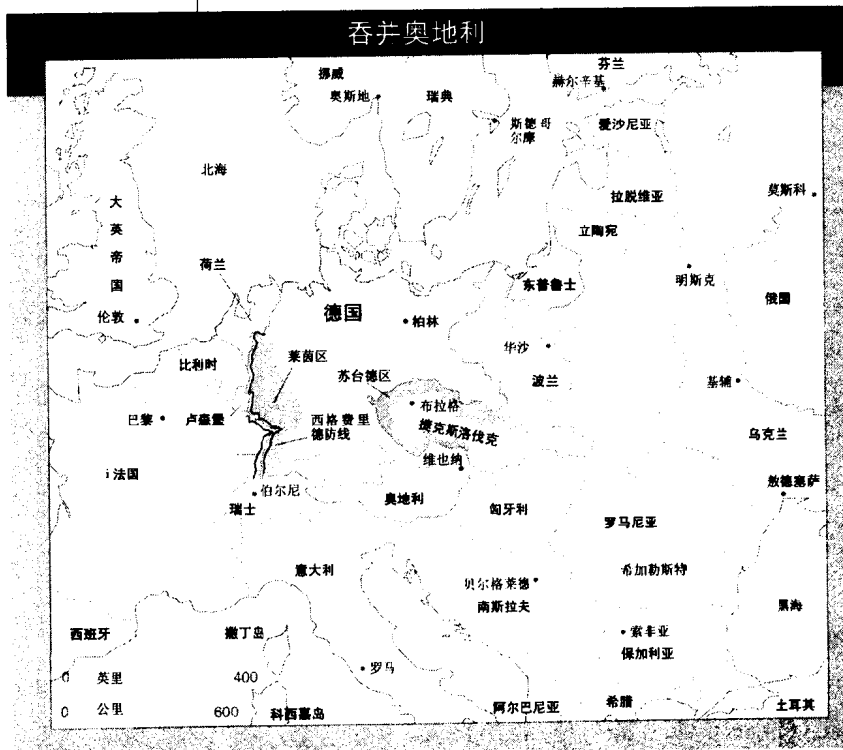 吞并奥地利
挪威
芬兰
赫尔辛基
奥斯地
瑞典
斯德哥
尔摩
爱沙尼亚
北海
大
英
帝
国
拉脱维亚
莫斯科
立陶宛
荷兰
东普鲁士
明斯克
俄国
伦敦
德国
柏林
华沙
比利时
莱茵区
苏台德区
波兰
基辅
巴黎
卢森堡
西格费里
德防线
布拉格
捷克斯洛伐克
乌克兰
法国
维也纳
伯尔尼
奥地利
敖德塞萨
瑞士
匈牙利
罗马尼亚
意大利
贝尔格莱德
希加勒斯特
南斯拉夫
黑海
西班牙
撒丁岛
索非亚
保加利亚
罗马
0 英里 400
0 公里 600
科西嘉岛
阿尔巴尼亚
希腊
土耳其